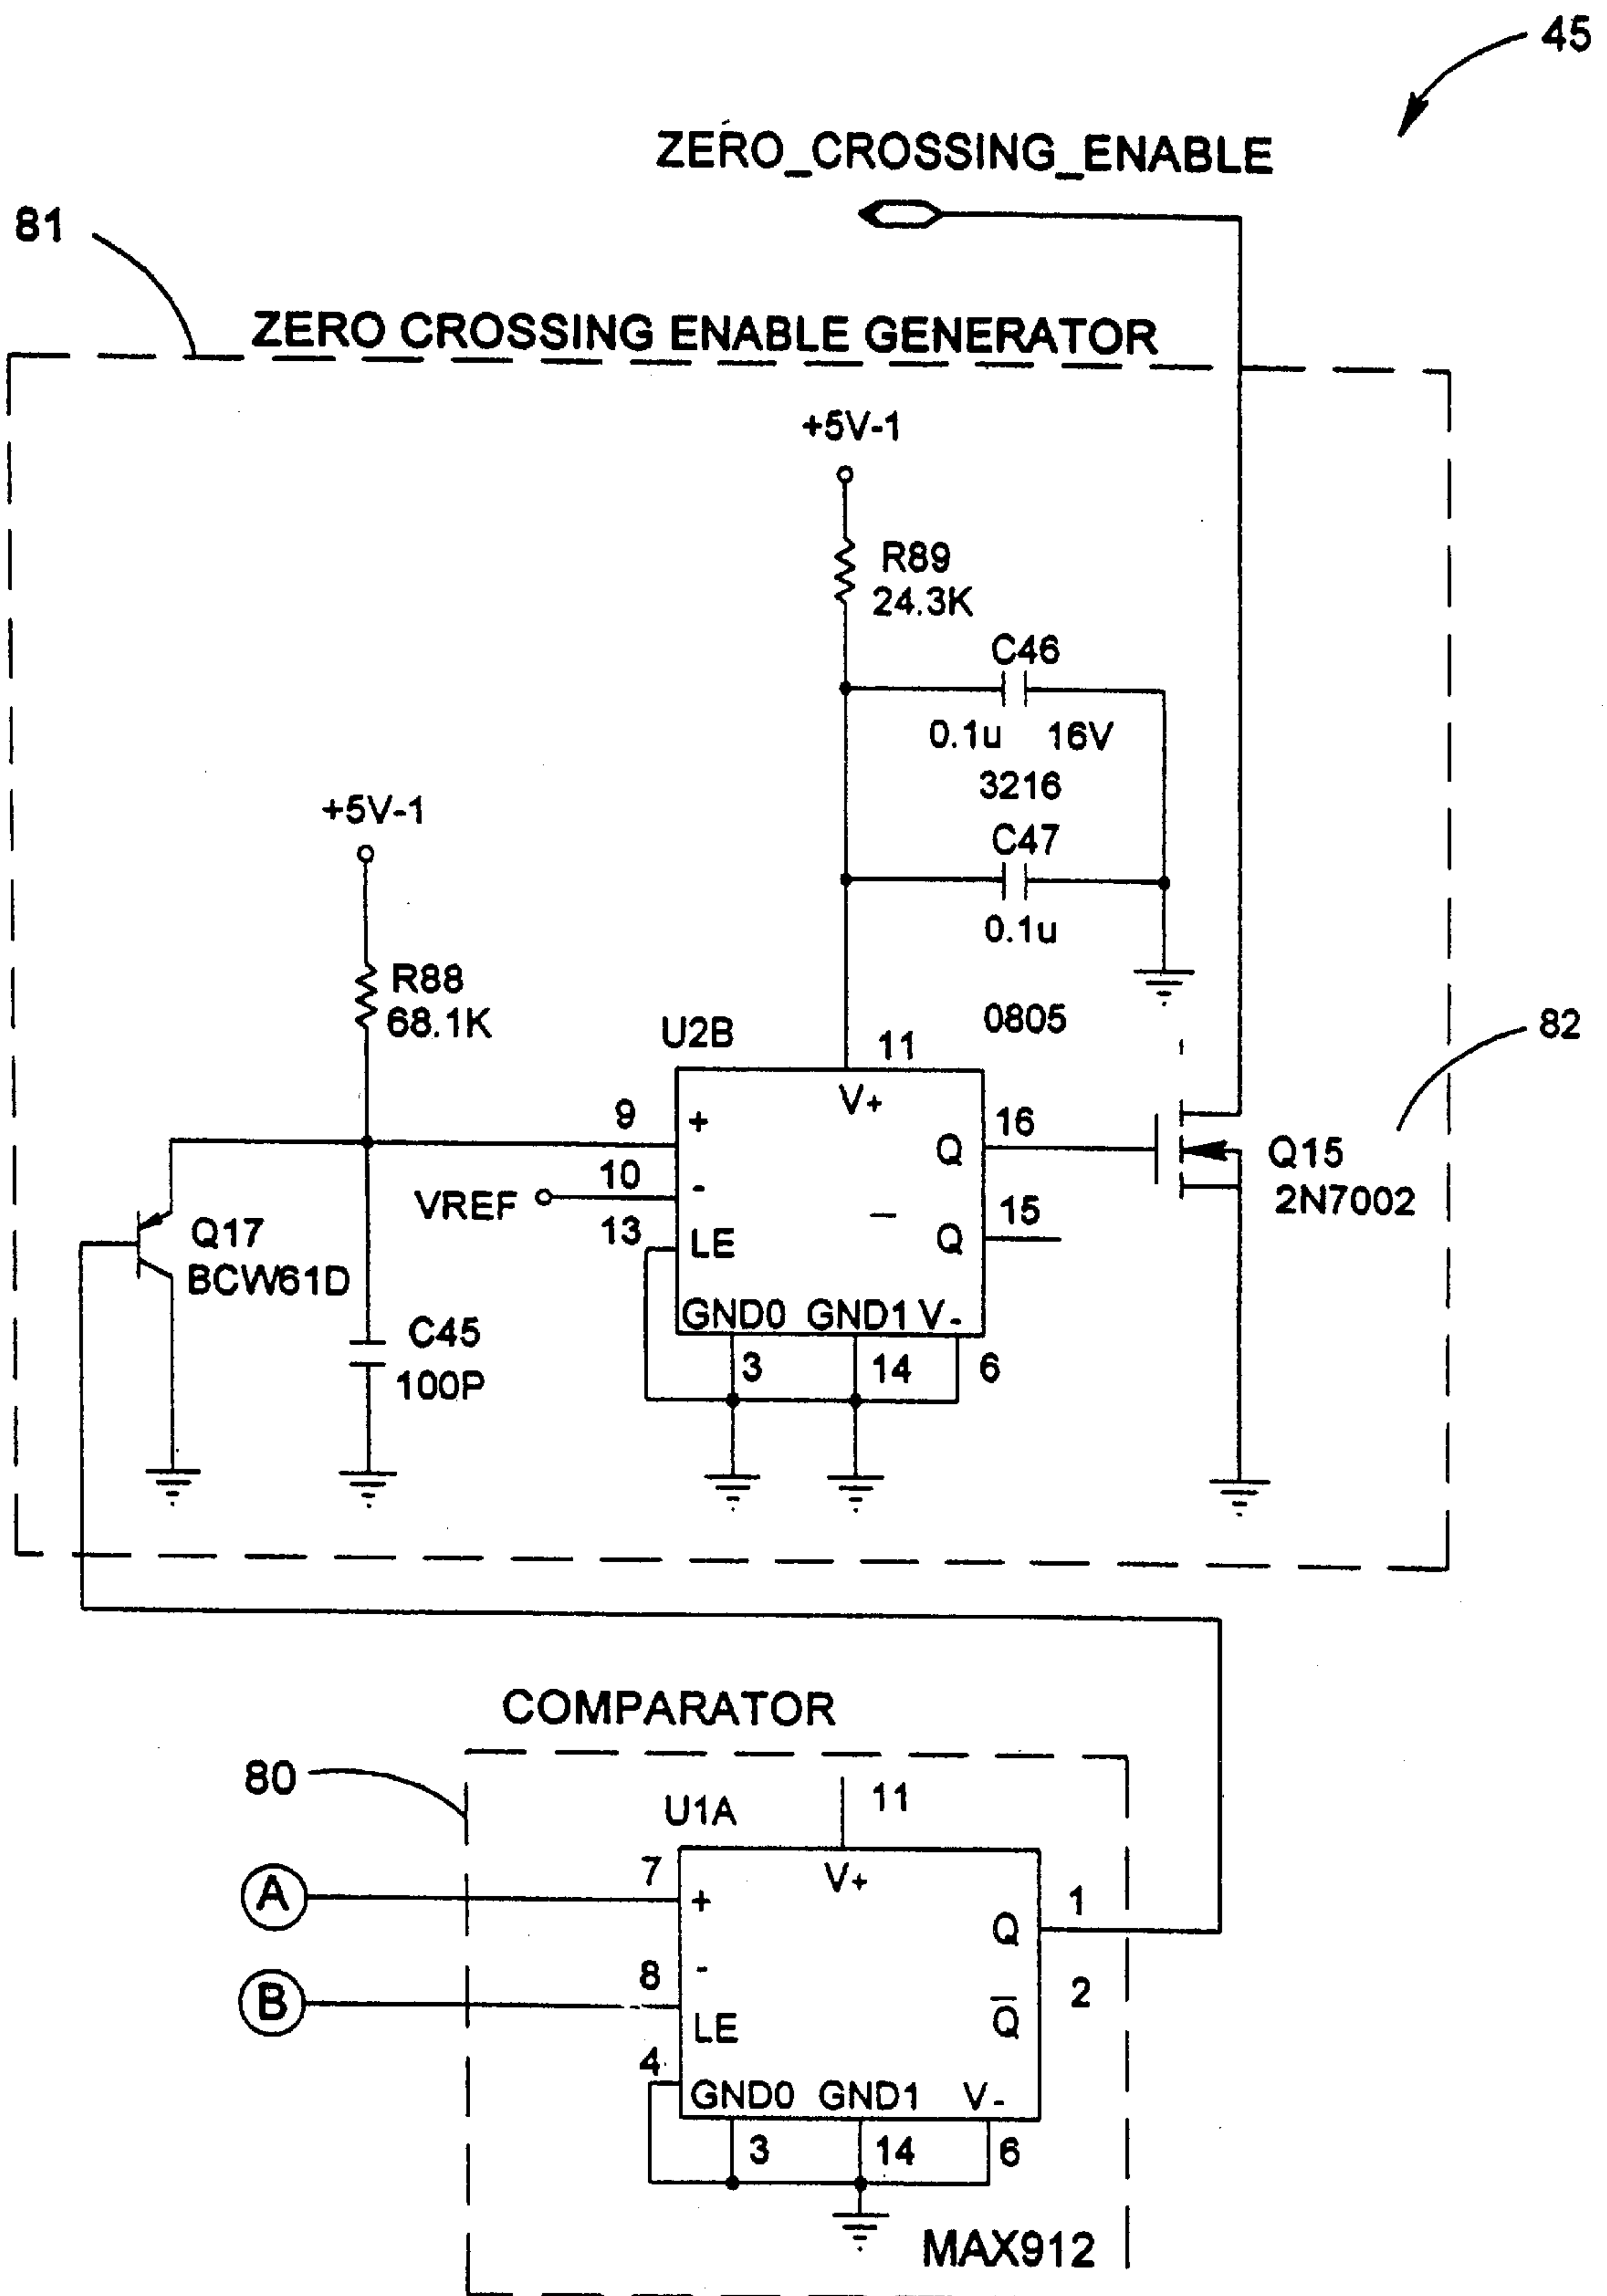 45
ZERO_CROSSING_ENABLE
81
ZERO CROSSING ENABLE GENERATOR
+5V-1
R89
24.3K
C46
0.1u 16V
3216
+5V-1
C47
0.1u
R88
68.1K
0805
82
U2B
11
V+
9
+
16
Q
10
-
Q15
2N7002
VREF
15
13
LE
Q
Q17
BCW61D
GND0 GND1 V-
C45
100P
3
14
6
COMPARATOR
80
U1A
11
V+
7
A
+
1
Q
8
-
2
B
LE
Q̅
4
GND0 GND1 V-
3
14
6
MAX912